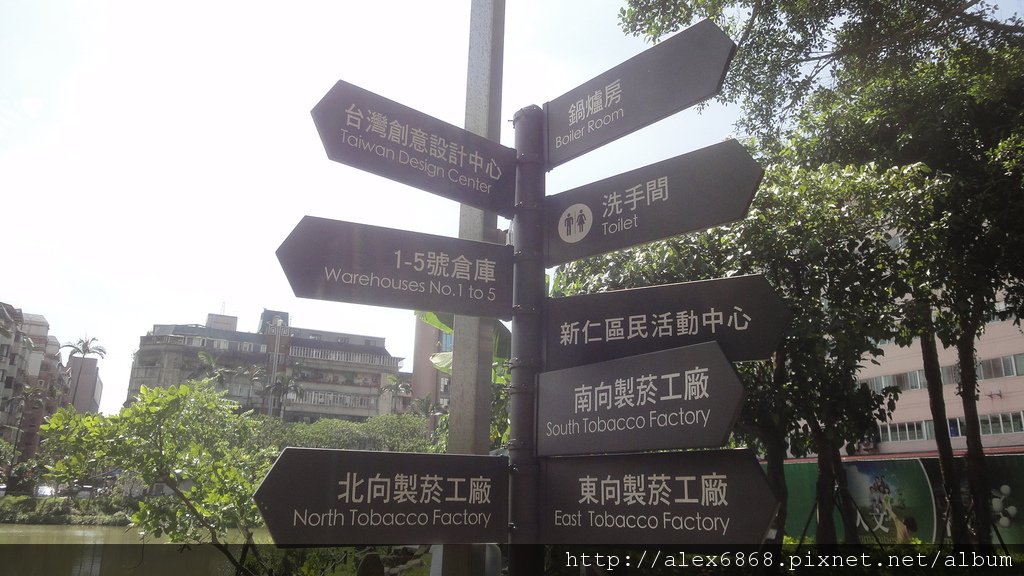 台灣創意設計中心
Taiwan Design Center
1-5號倉庫
Warehouses No.1 to 5
北向製菸工廠
North Tobacco Factory
鍋爐房
Boiler Room
洗手間
Toilet
新仁區民活動中心
南向製菸工廠
South Tobacco Factory
東向製菸工廠
East Tobacco Factory
人文
http://alex6868.pixnet.net/album